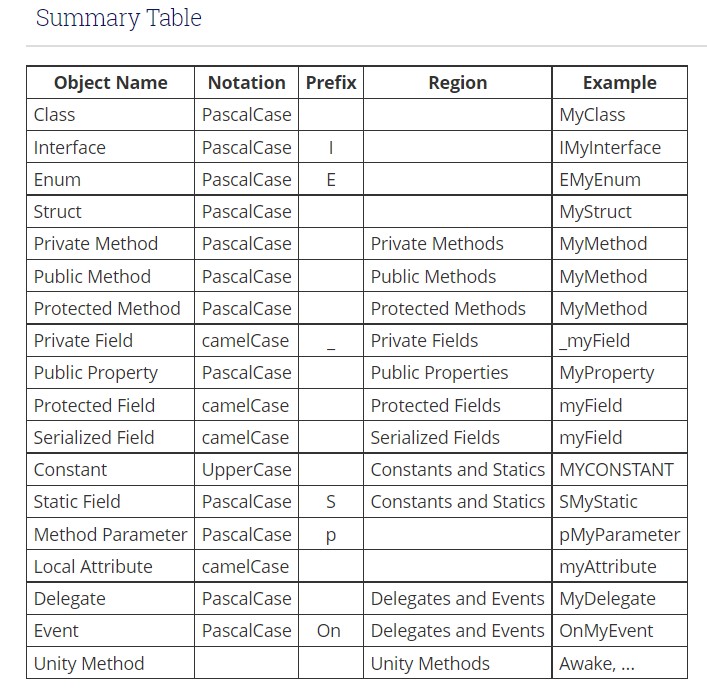 Summary Table
Object Name Notation Prefix Region Example
Class PascalCase MyClass
Interface PascalCase I IMyInterface
Enum PascalCase E EMyEnum
Struct PascalCase MyStruct
Private Method PascalCase Private Methods MyMethod
Public Method PascalCase Public Methods MyMethod
Protected Method PascalCase Protected Methods MyMethod
Private Field camelCase _ Private Fields _myField
Public Property PascalCase Public Properties MyProperty
Protected Field camelCase Protected Fields myField
Serialized Field camelCase Serialized Fields myField
Constant UpperCase Constants and Statics MYCONSTANT
Static Field PascalCase S Constants and Statics SMyStatic
Method Parameter PascalCase p pMyParameter
Local Attribute camelCase myAttribute
Delegate PascalCase Delegates and Events MyDelegate
Event PascalCase On Delegates and Events OnMyEvent
Unity Method Unity Methods Awake, ...